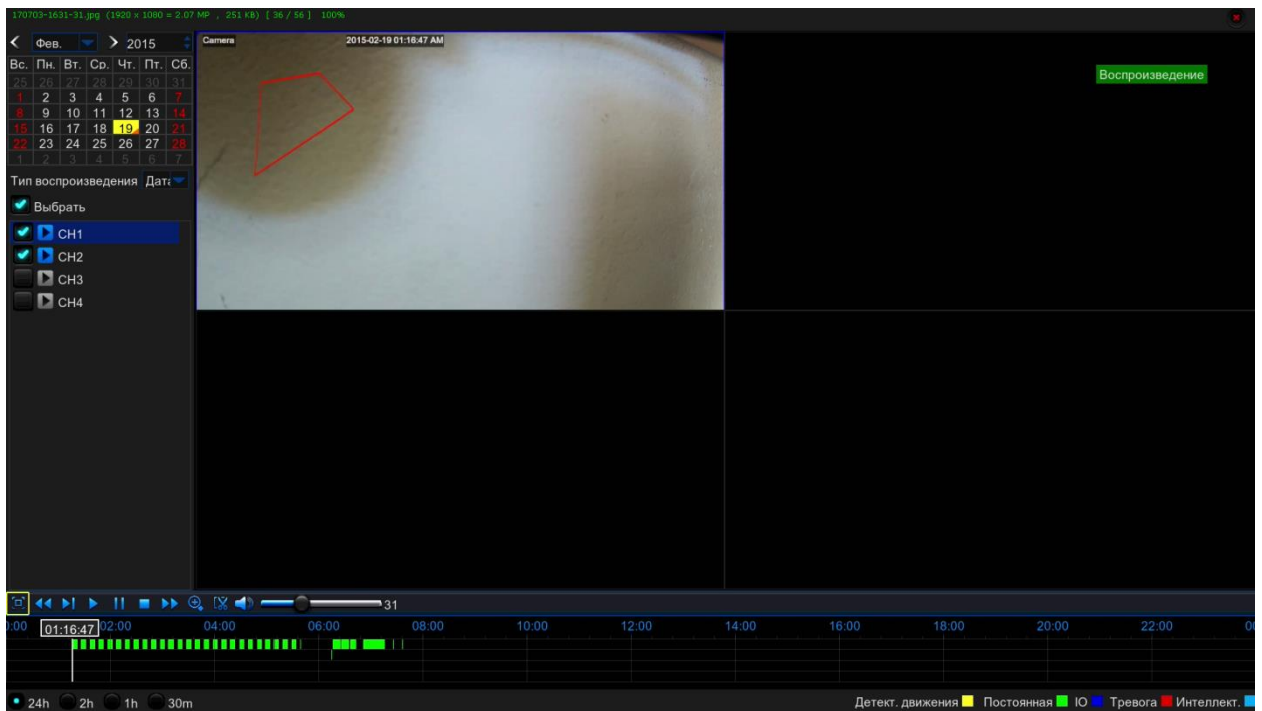 170703-1631-31.jpg (1920 x 1080 = 2.07 MP , 251 KB) [ 36 / 56 ] 100%
Фев. 2015
Вс. Пн. Вт. Ср. Чт. Пт. Сб.
25 26 27 28 29 30 31
1 2 3 4 5 6 7
8 9 10 11 12 13 14
15 16 17 18 19 20 21
22 23 24 25 26 27 28
1 2 3 4 5 6 7
Тип воспроизведения Дата
Выбрать
CH1
CH2
CH3
CH4
Camera 2015-02-19 01:16:47 AM
Воспроизведение
31
0:00 01:16:47 02:00 04:00 06:00 08:00 10:00 12:00 14:00 16:00 18:00 20:00 22:00 00
24h 2h 1h 30m
Детект. движения Постоянная IO Тревога Интеллект.